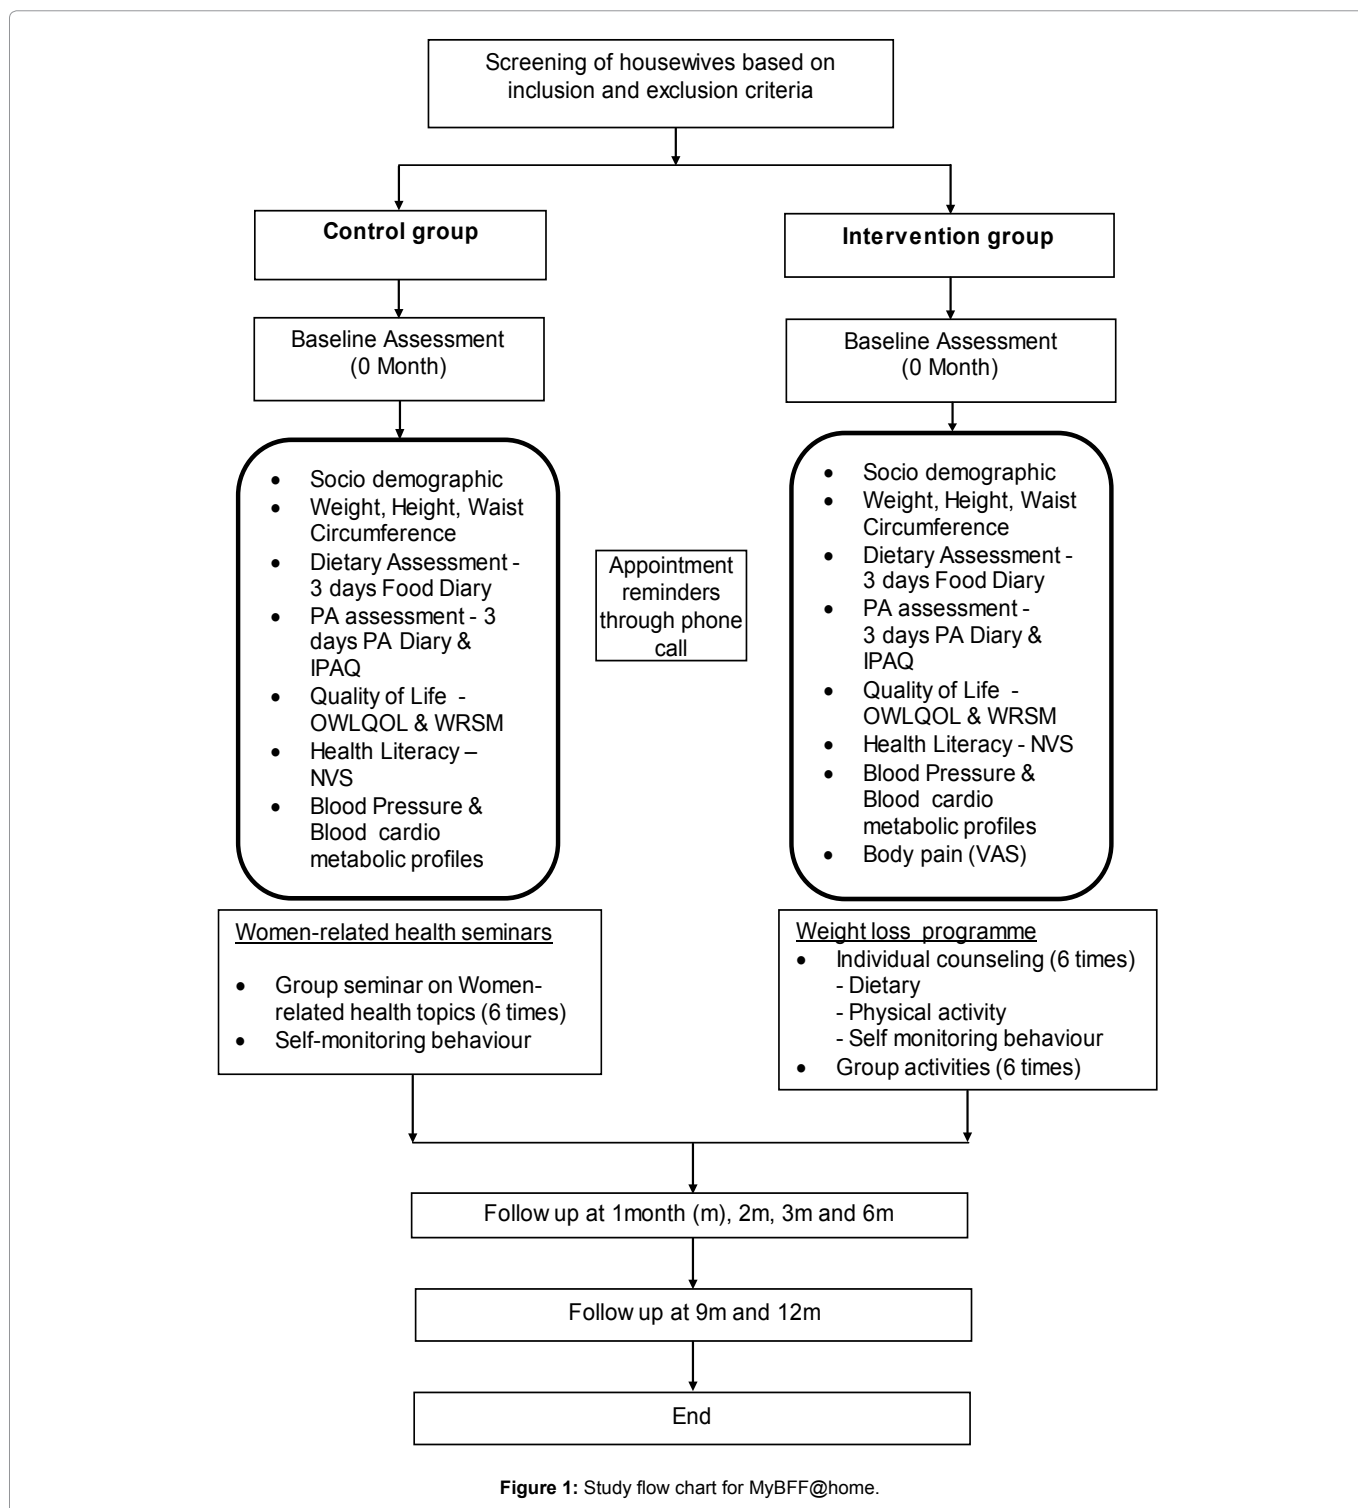 Screening of housewives based on
inclusion and exclusion criteria
Control group
Intervention group
Baseline Assessment
(0 Month)
Baseline Assessment
(0 Month)
• Socio demographic
• Weight, Height, Waist
Circumference
• Dietary Assessment -
3 days Food Diary
• PA assessment - 3
days PA Diary &
IPAQ
• Quality of Life -
OWLQOL & WRSM
• Health Literacy –
NVS
• Blood Pressure &
Blood cardio
metabolic profiles
Appointment
reminders
through phone
call
• Socio demographic
• Weight, Height, Waist
Circumference
• Dietary Assessment -
3 days Food Diary
• PA assessment -
3 days PA Diary &
IPAQ
• Quality of Life -
OWLQOL & WRSM
• Health Literacy - NVS
• Blood Pressure &
Blood cardio
metabolic profiles
• Body pain (VAS)
Women-related health seminars
• Group seminar on Women-
related health topics (6 times)
• Self-monitoring behaviour
Weight loss programme
• Individual counseling (6 times)
- Dietary
- Physical activity
- Self monitoring behaviour
• Group activities (6 times)
Follow up at 1month (m), 2m, 3m and 6m
Follow up at 9m and 12m
End
Figure 1: Study flow chart for MyBFF@home.